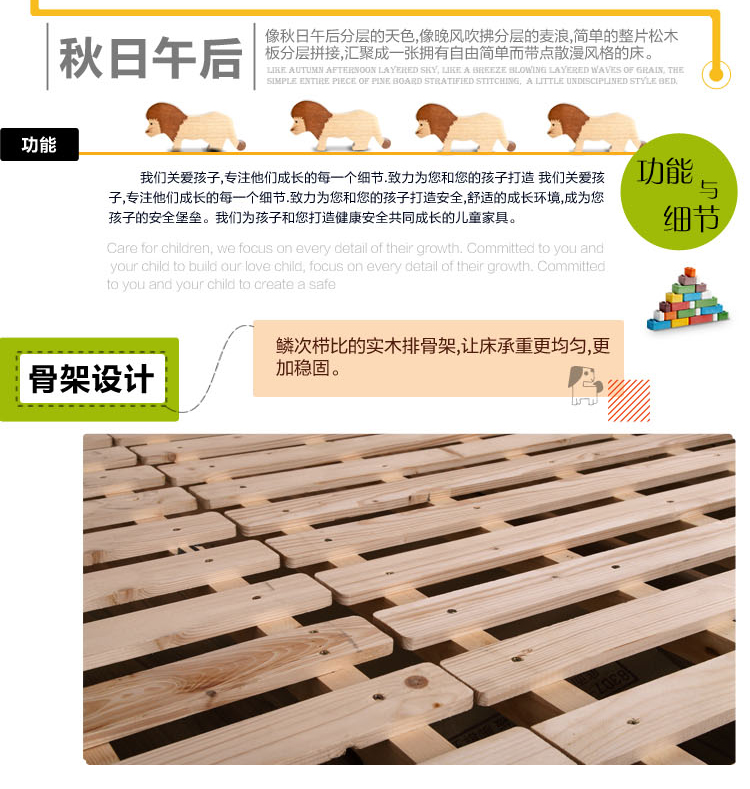 秋日午后
像秋日午后分层的天色,像晚风吹拂分层的麦浪,简单的整片松木
板分层拼接,汇聚成一张拥有自由简单而带点散漫风格的床。
LIKE AUTUMN AFTERNOON LAYERED SKY, LIKE A BREEZE BLOWING LAYERED WAVES OF GRAIN, THE
SIMPLE ENTIRE PIECE OF PINE BOARD STRATIFIED STITCHING, A LITTLE UNDISCIPLINED STYLE BED.
功能
功能
与
细节
我们关爱孩子,专注他们成长的每一个细节.致力为您和您的孩子打造 我们关爱孩
子,专注他们成长的每一个细节.致力为您和您的孩子打造安全,舒适的成长环境,成为您
孩子的安全堡垒。我们为孩子和您打造健康安全共同成长的儿童家具。
Care for children, we focus on every detail of their growth. Committed to you and
your child to build our love child, focus on every detail of their growth. Committed
to you and your child to create a safe
骨架设计
鳞次栉比的实木排骨架,让床承重更均匀,更
加稳固。
8307